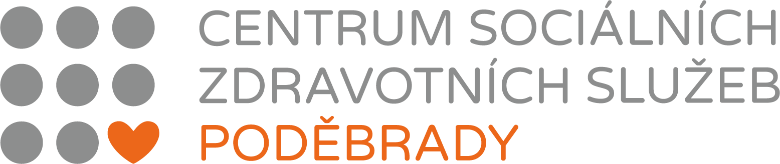 CENTRUM SOCIÁLNÍCH
ZDRAVOTNÍCH SLUŽEB
PODĚBRADY